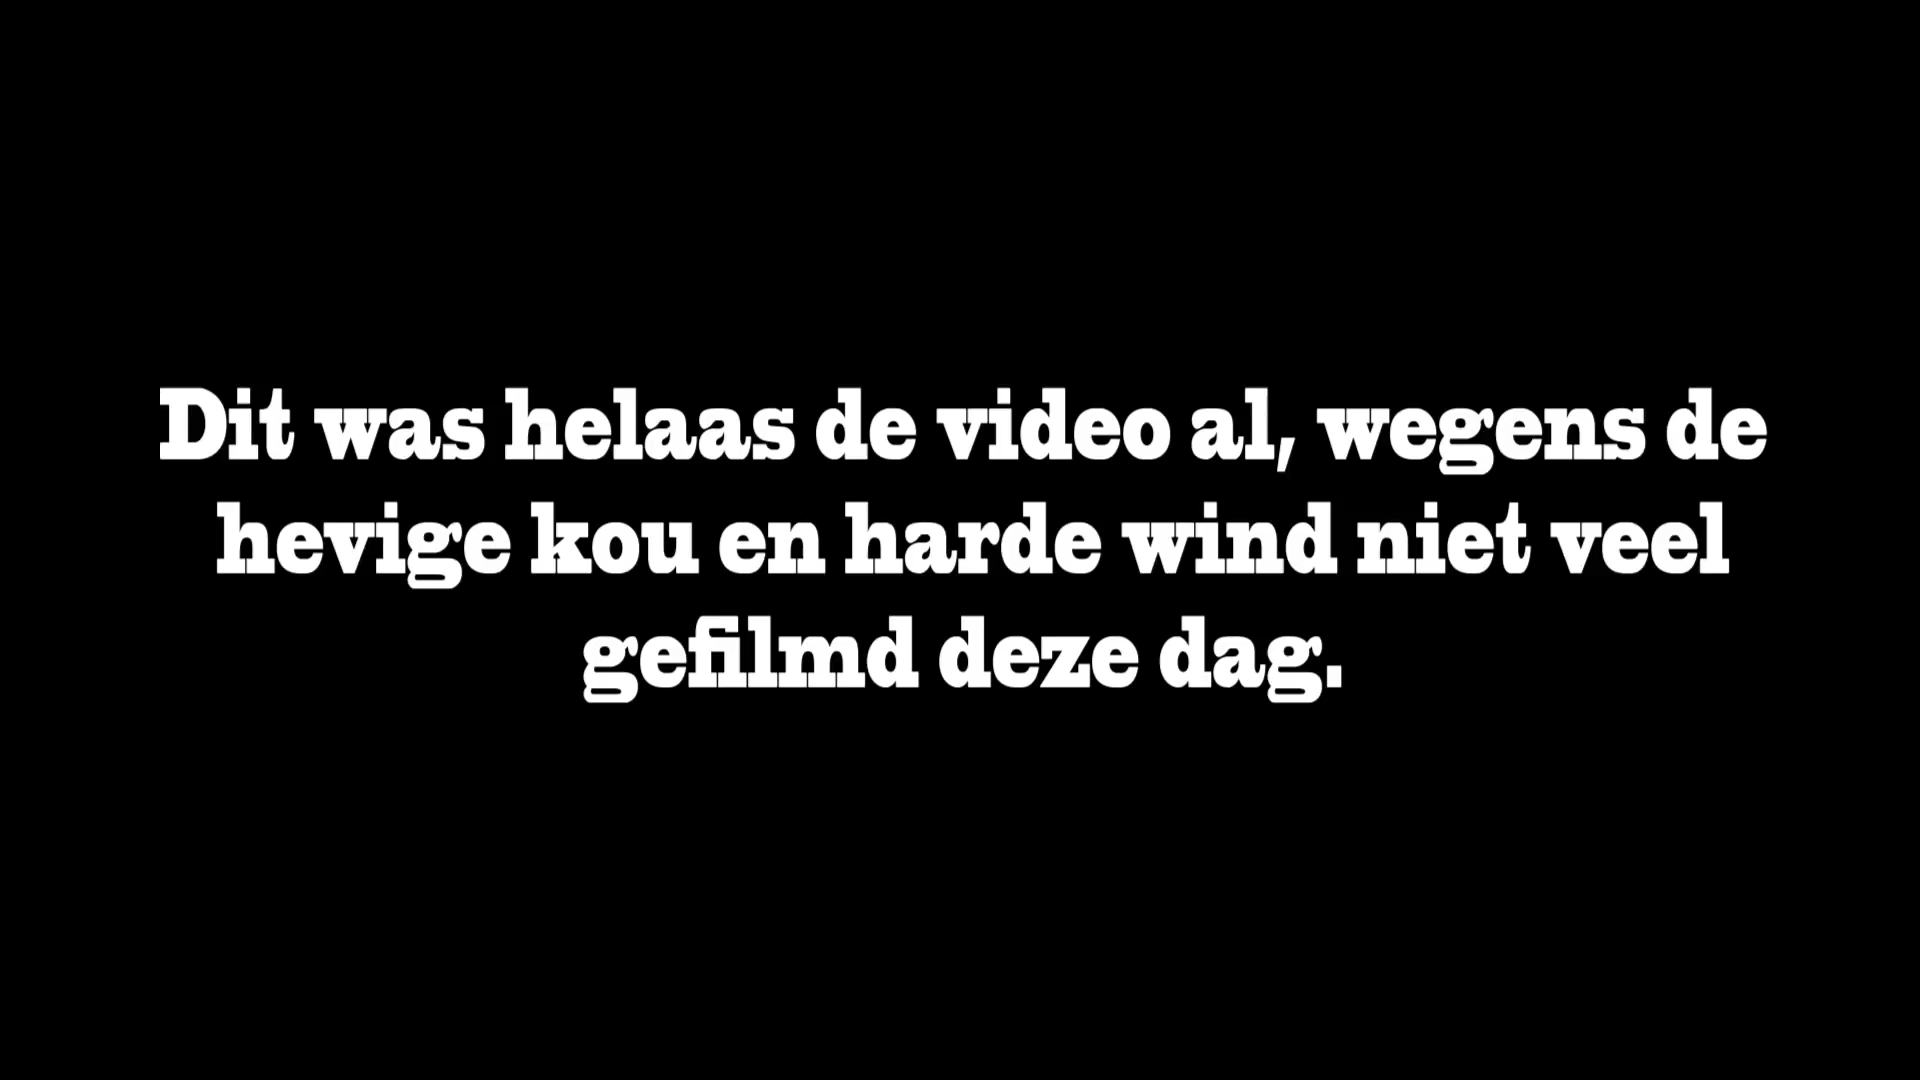 Dit was helaas de video al, wegens de
hevige kou en harde wind niet veel
gefilmd deze dag.